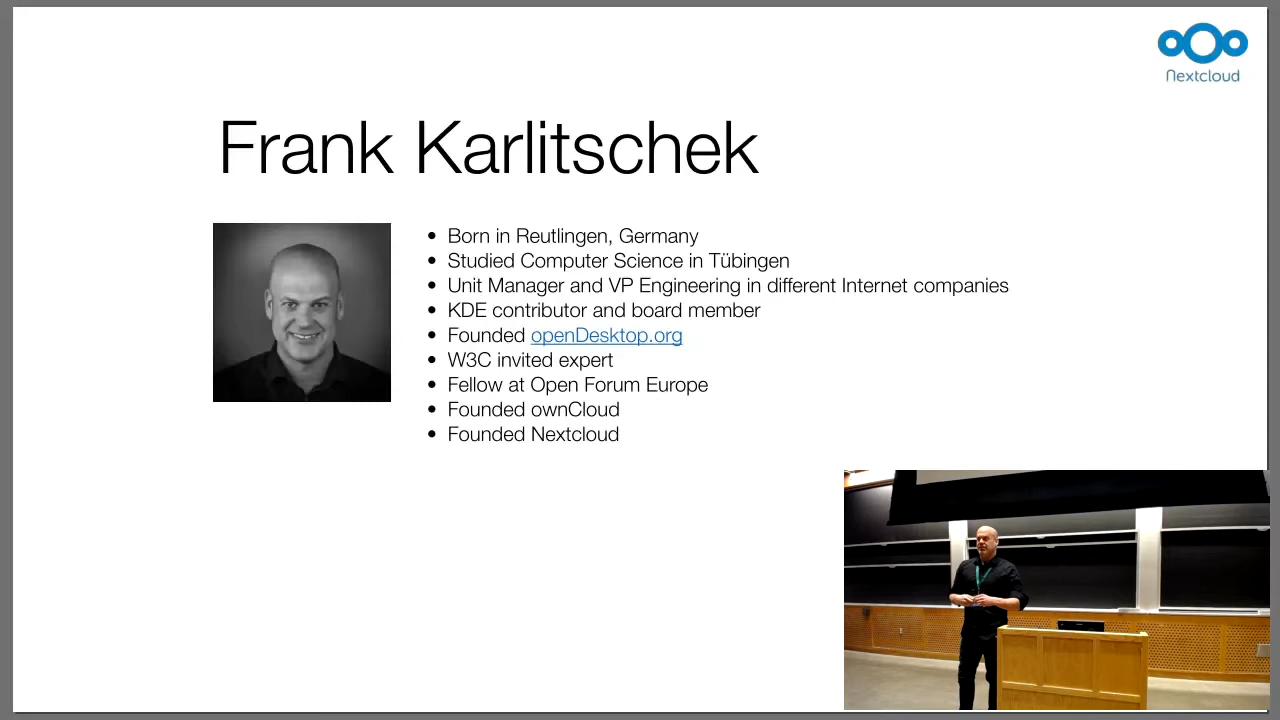 Nextcloud
Frank Karlitschek
• Born in Reutlingen, Germany
• Studied Computer Science in Tübingen
• Unit Manager and VP Engineering in different Internet companies
• KDE contributor and board member
• Founded openDesktop.org
• W3C invited expert
• Fellow at Open Forum Europe
• Founded ownCloud
• Founded Nextcloud